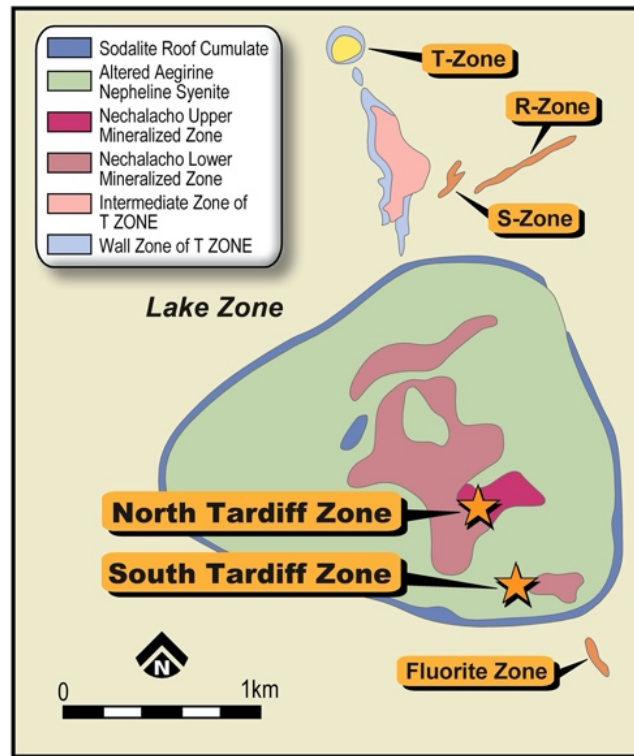 Sodalite Roof Cumulate
Altered Aegirine
Nepheline Syenite
Nechalacho Upper
Mineralized Zone
Nechalacho Lower
Mineralized Zone
Intermediate Zone of
T ZONE
Wall Zone of T ZONE
T-Zone
R-Zone
S-Zone
Lake Zone
North Tardiff Zone
South Tardiff Zone
Fluorite Zone
N
0 1km